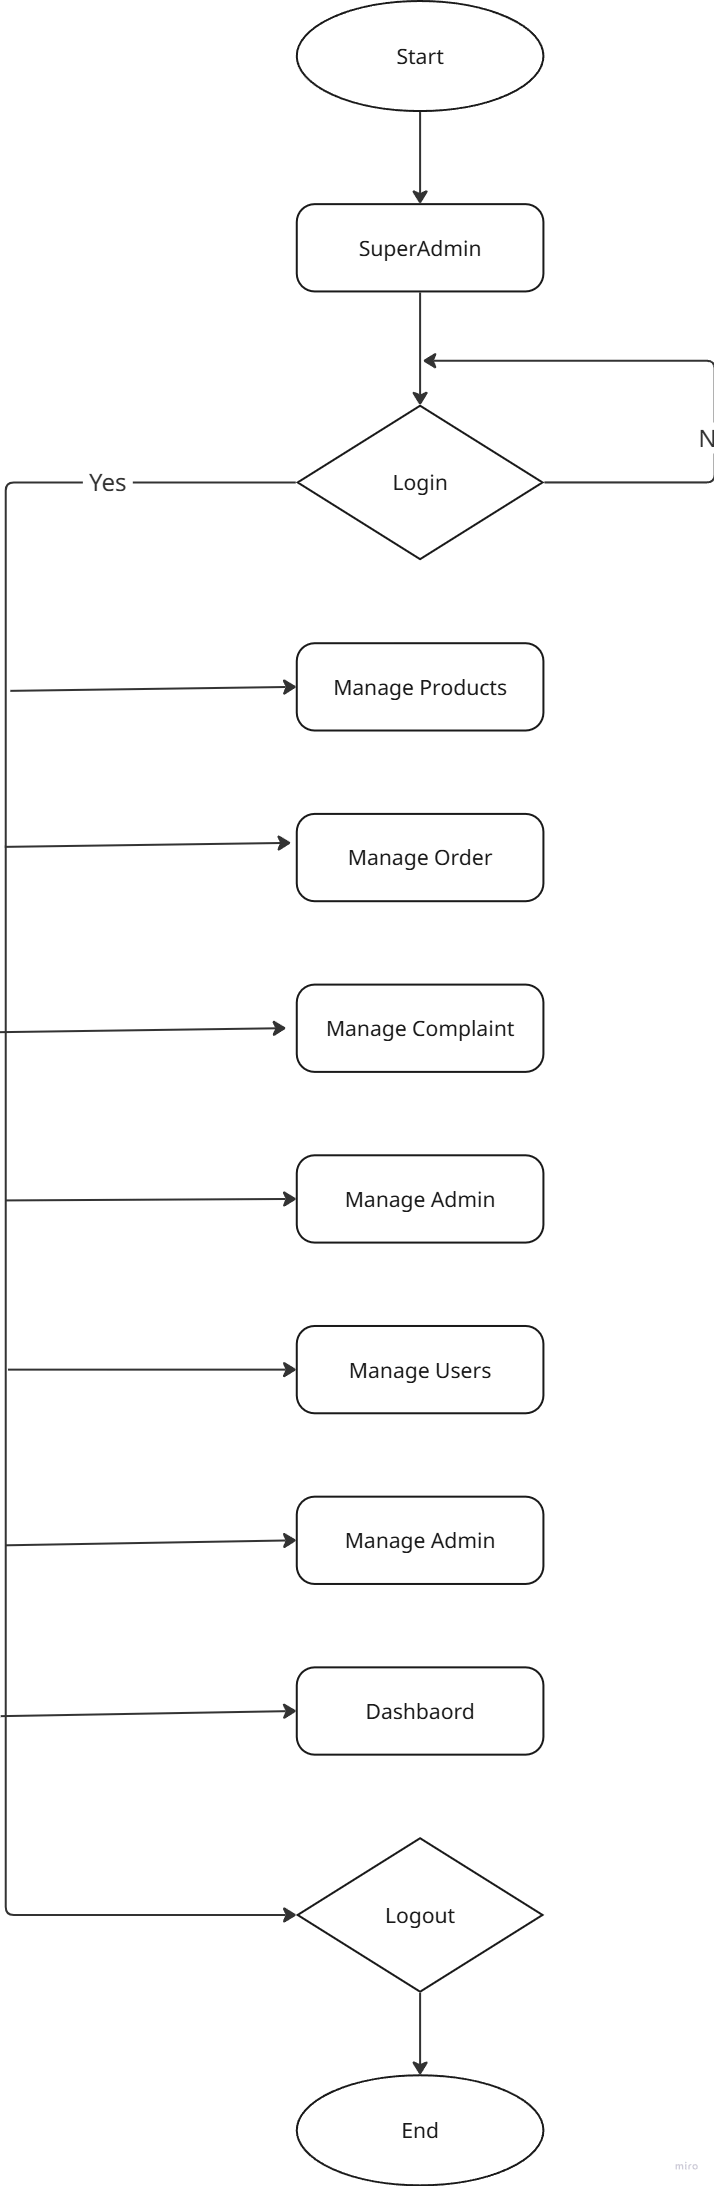 Start
SuperAdmin
N
Login
Yes
Manage Products
Manage Order
Manage Complaint
Manage Admin
Manage Users
Manage Admin
Dashbaord
Logout
End
miro